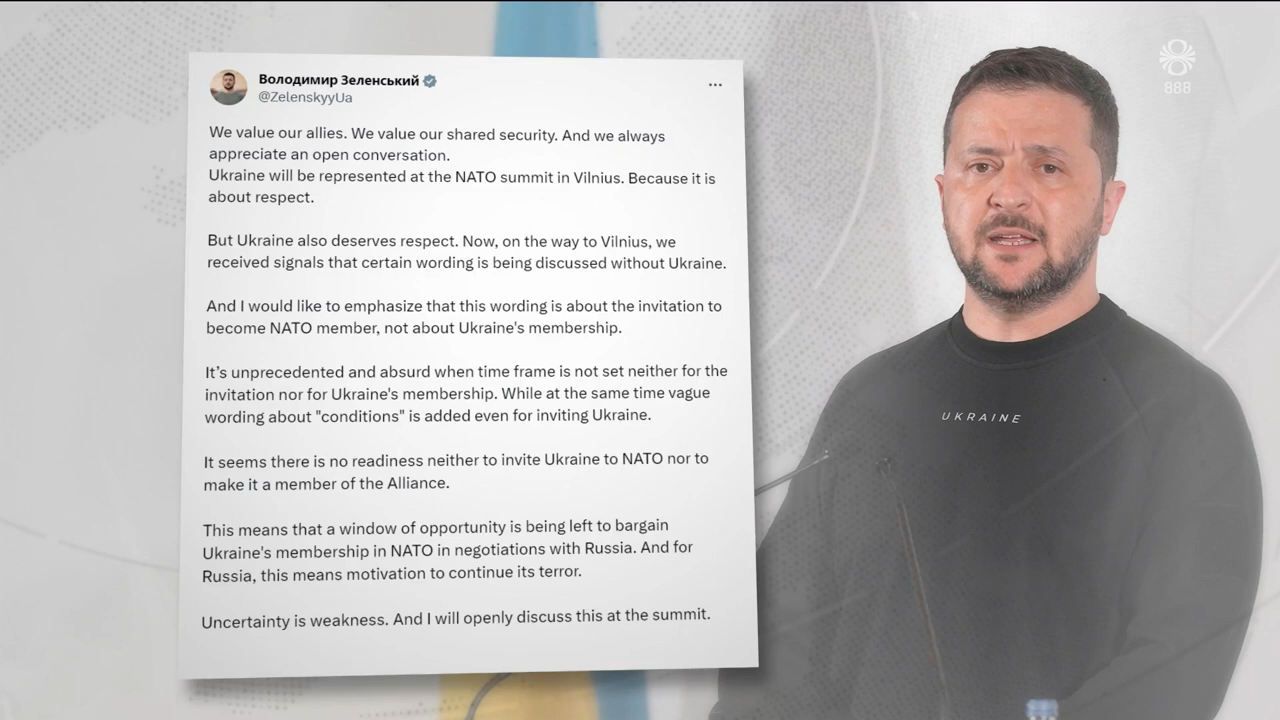 Володимир Зеленський
@ZelenskyyUa
We value our allies. We value our shared security. And we always
appreciate an open conversation.
Ukraine will be represented at the NATO summit in Vilnius. Because it is
about respect.
But Ukraine also deserves respect. Now, on the way to Vilnius, we
received signals that certain wording is being discussed without Ukraine.
And I would like to emphasize that this wording is about the invitation to
become NATO member, not about Ukraine's membership.
It’s unprecedented and absurd when time frame is not set neither for the
invitation nor for Ukraine's membership. While at the same time vague
wording about "conditions" is added even for inviting Ukraine.
It seems there is no readiness neither to invite Ukraine to NATO nor to
make it a member of the Alliance.
This means that a window of opportunity is being left to bargain
Ukraine's membership in NATO in negotiations with Russia. And for
Russia, this means motivation to continue its terror.
Uncertainty is weakness. And I will openly discuss this at the summit.
888
UKRAINE